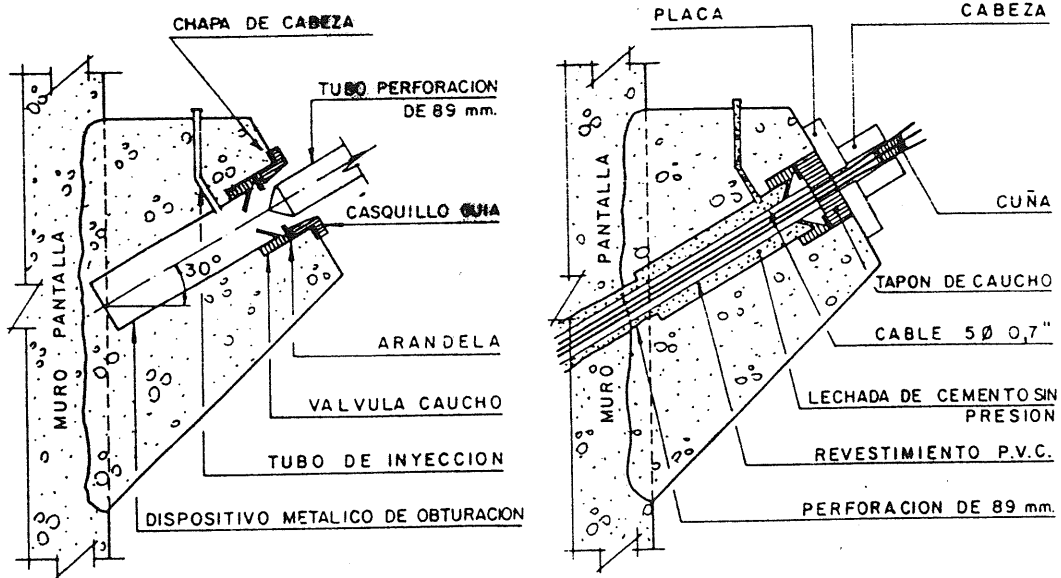 CHAPA DE CABEZA
TUBO PERFORACION
DE 89 mm.
CASQUILLO GUIA
30°
MURO PANTALLA
ARANDELA
VALVULA CAUCHO
TUBO DE INYECCION
DISPOSITIVO METALICO DE OBTURACION
PLACA
CABEZA
CUÑA
MURO PANTALLA
TAPON DE CAUCHO
CABLE 5Ø 0,7"
LECHADA DE CEMENTO SIN
PRESION
REVESTIMIENTO P.V.C.
PERFORACION DE 89 mm.